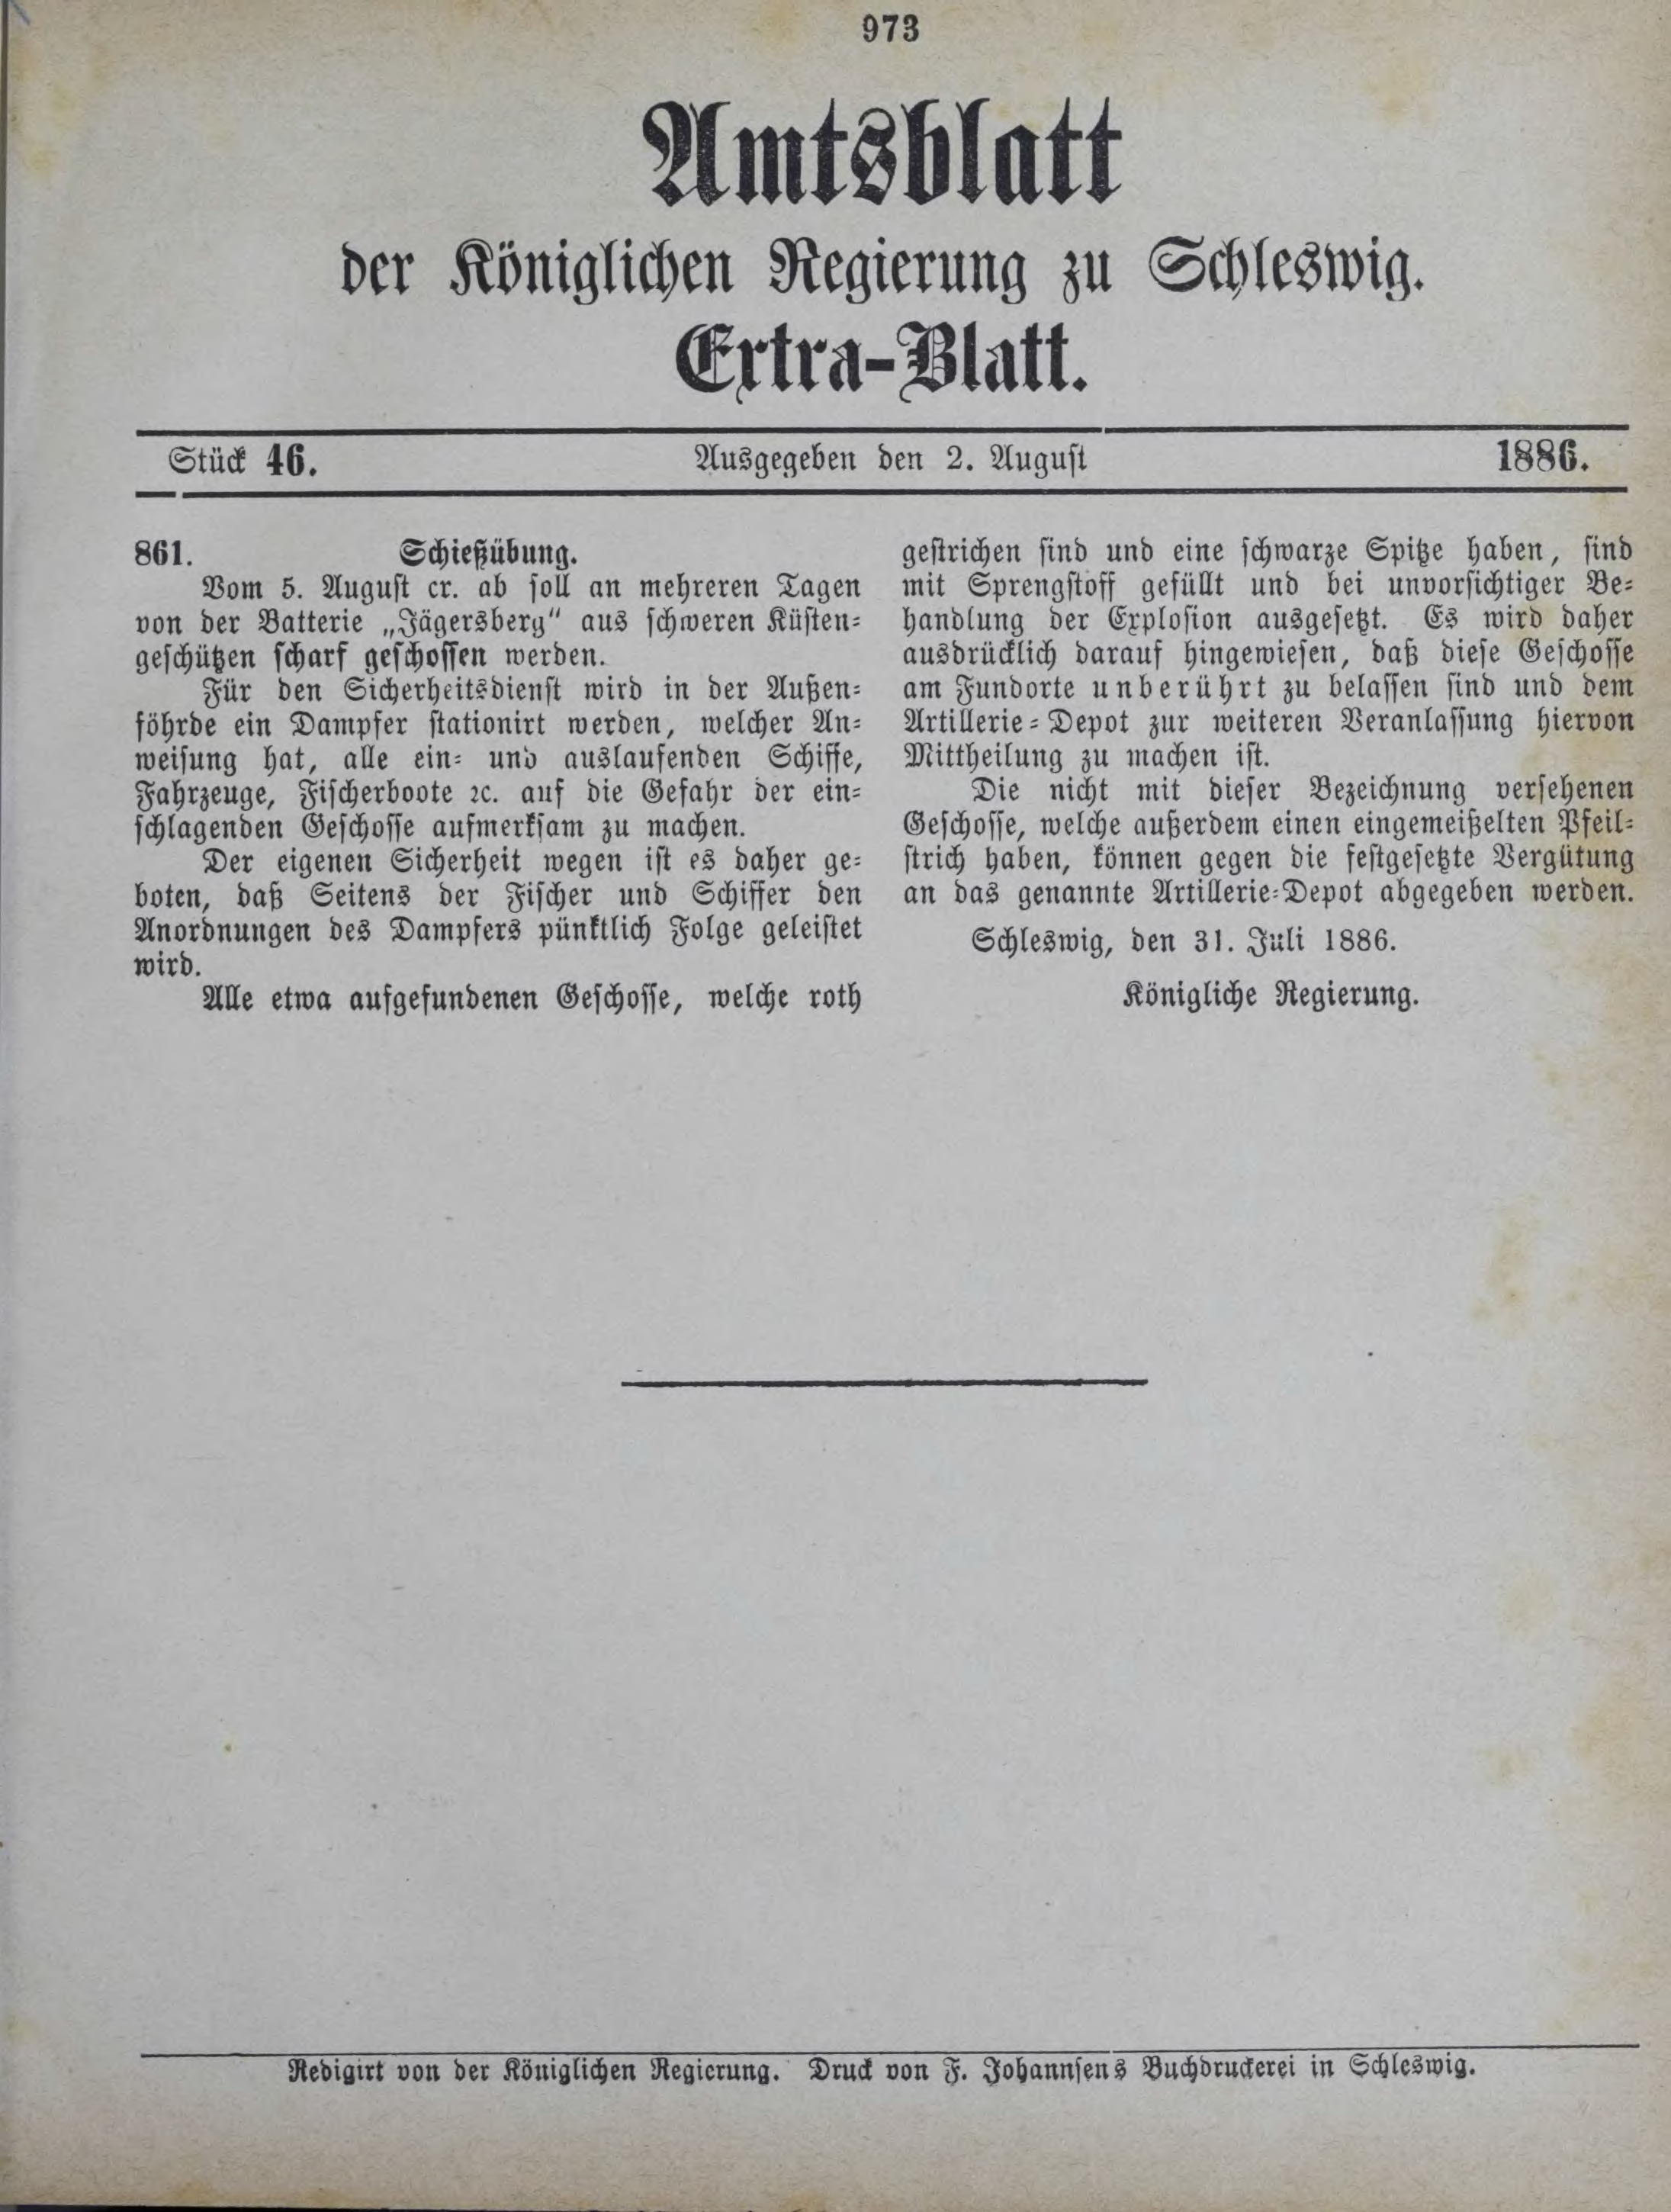 973
Amtsblatt
der Königlichen Regierung zu Schleswig.
Extra-Blatt.
Stück 46. Ausgegeben den 2. August 1886.
861. Schießübung.
Vom 5. August cr. ab soll an mehreren Tagen
von der Batterie „Jägersberg“ aus schweren Küsten-
geschützen scharf geschossen werden.
Für den Sicherheitsdienst wird in der Außen-
föhrde ein Dampfer stationirt werden, welcher An-
weisung hat, alle ein- und auslaufenden Schiffe,
Fahrzeuge, Fischerboote ꝛc. auf die Gefahr der ein-
schlagenden Geschosse aufmerksam zu machen.
Der eigenen Sicherheit wegen ist es daher ge-
boten, daß Seitens der Fischer und Schiffer den
Anordnungen des Dampfers pünktlich Folge geleistet
wird.
Alle etwa aufgefundenen Geschosse, welche roth
gestrichen sind und eine schwarze Spitze haben, sind
mit Sprengstoff gefüllt und bei unvorsichtiger Be-
handlung der Explosion ausgesetzt. Es wird daher
ausdrücklich darauf hingewiesen, daß diese Geschosse
am Fundorte unberührt zu belassen sind und dem
Artillerie-Depot zur weiteren Veranlassung hiervon
Mittheilung zu machen ist.
Die nicht mit dieser Bezeichnung versehenen
Geschosse, welche außerdem einen eingemeißelten Pfeil-
strich haben, können gegen die festgesetzte Vergütung
an das genannte Artillerie-Depot abgegeben werden.
Schleswig, den 31. Juli 1886.
Königliche Regierung.
Redigirt von der Königlichen Regierung. Druck von F. Johannsens Buchdruckerei in Schleswig.